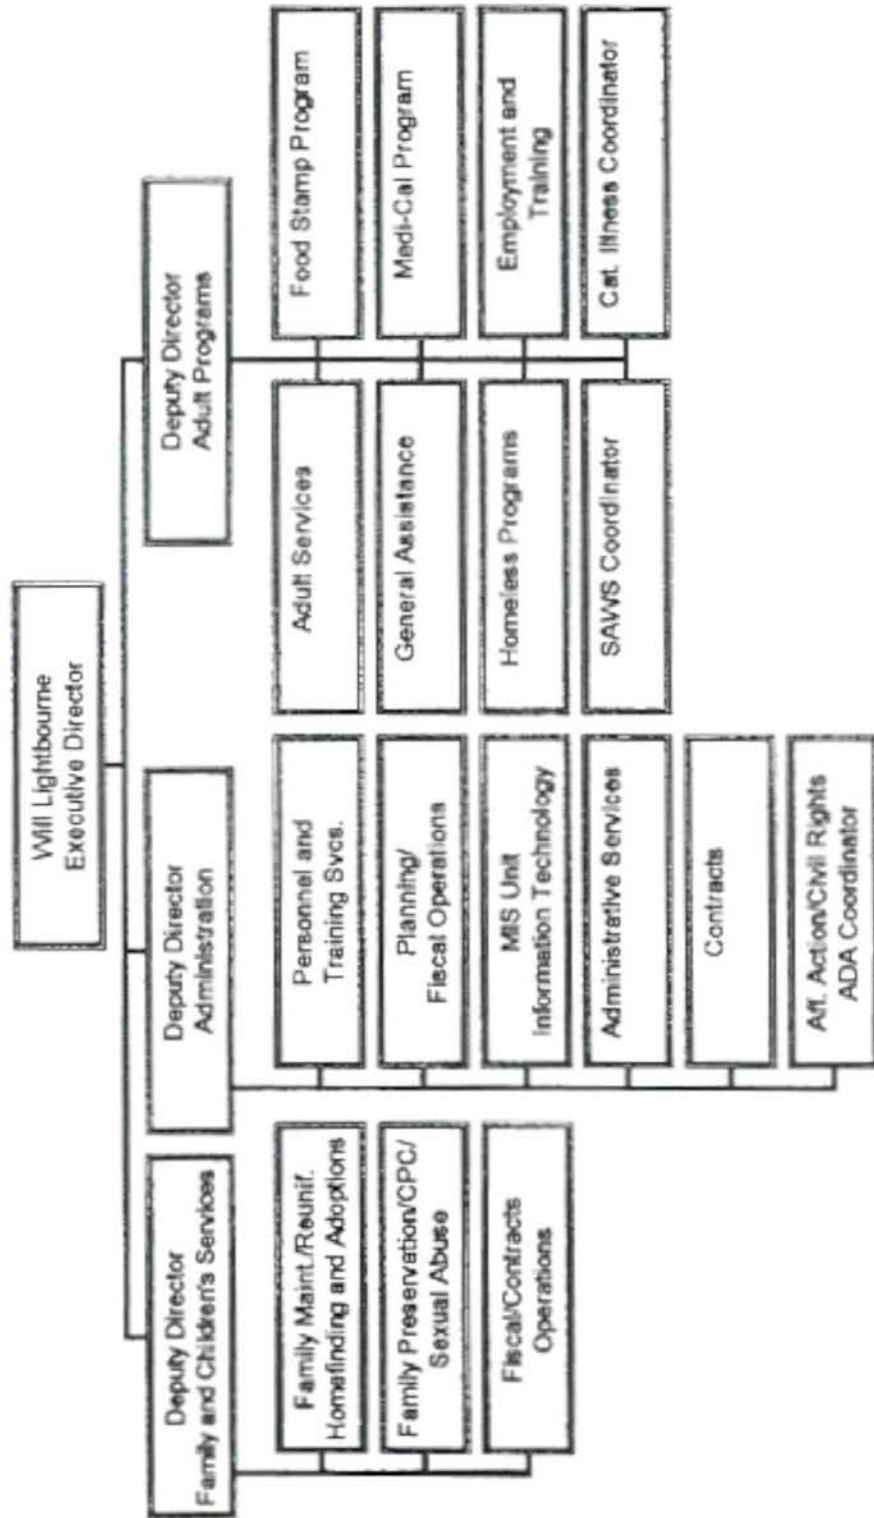 Will Lightbourne
Executive Director
Deputy Director
Family and Children's Services
Deputy Director
Administration
Deputy Director
Adult Programs
Family Maint./Reunif.
Homefinding and Adoptions
Family Preservation/CPC/
Sexual Abuse
Fiscal/Contracts
Operations
Personnel and
Training Svcs.
Planning/
Fiscal Operations
MIS Unit
Information Technology
Administrative Services
Contracts
Aff. Action/Civil Rights
ADA Coordinator
Adult Services
General Assistance
Homeless Programs
SAWS Coordinator
Food Stamp Program
Medi-Cal Program
Employment and
Training
Cat. Illness Coordinator